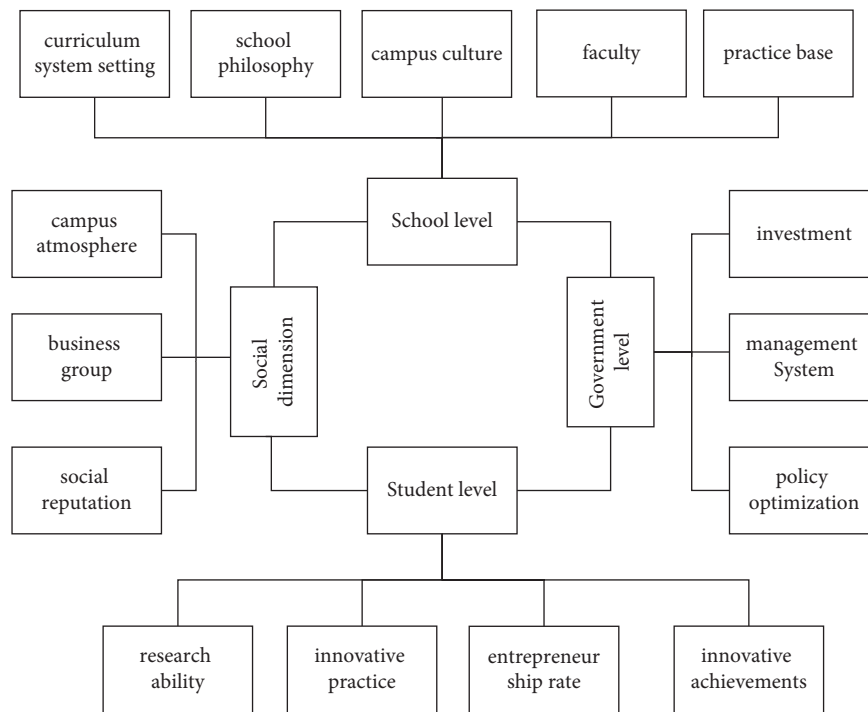 curriculum
system setting
school
philosophy
campus culture
faculty
practice base
School level
campus
atmosphere
investment
Social
dimension
Government
level
business
group
management
System
Student level
social
reputation
policy
optimization
research
ability
innovative
practice
entrepreneur
ship rate
innovative
achievements